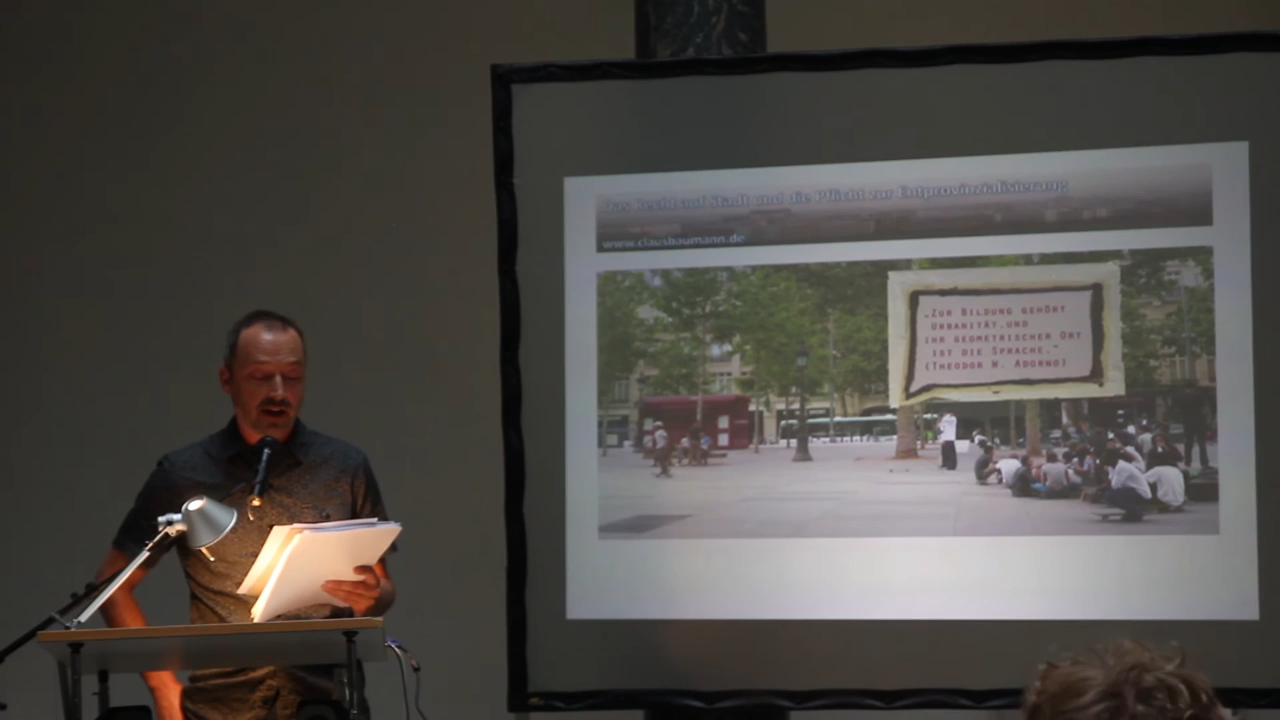 Das Recht auf Stadt und die Pflicht zur Entprovinzialisierung
www.clausbaumann.de
„ZUR BILDUNG GEHÖRT
URBANITÄT, UND
IHR GEOMETRISCHER ORT
IST DIE SPRACHE.“
(THEODOR W. ADORNO)